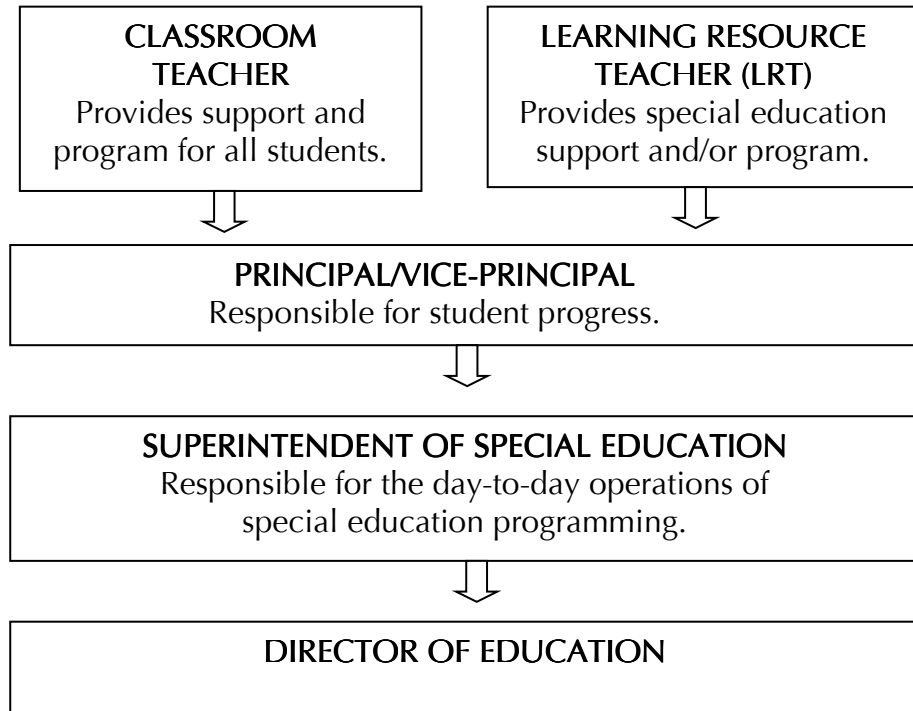 CLASSROOM
TEACHER
Provides support and
program for all students.
LEARNING RESOURCE
TEACHER (LRT)
Provides special education
support and/or program.
PRINCIPAL/VICE-PRINCIPAL
Responsible for student progress.
SUPERINTENDENT OF SPECIAL EDUCATION
Responsible for the day-to-day operations of
special education programming.
DIRECTOR OF EDUCATION